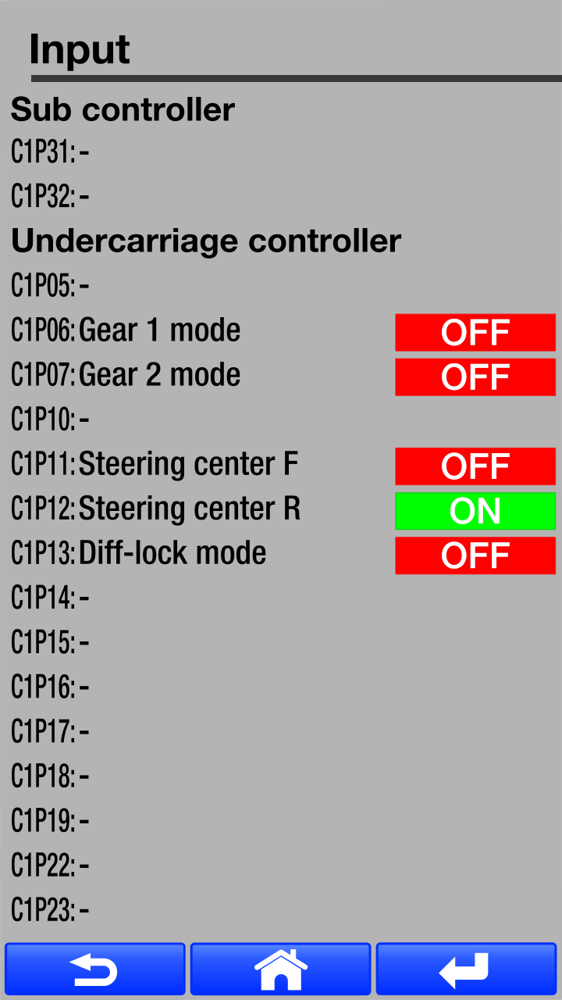 Input
Sub controller
C1P31:-
C1P32:-
Undercarriage controller
C1P05:-
C1P06:Gear 1 mode OFF
C1P07:Gear 2 mode OFF
C1P10:-
C1P11:Steering center F OFF
C1P12:Steering center R ON
C1P13:Diff-lock mode OFF
C1P14:-
C1P15:-
C1P16:-
C1P17:-
C1P18:-
C1P19:-
C1P22:-
C1P23:-